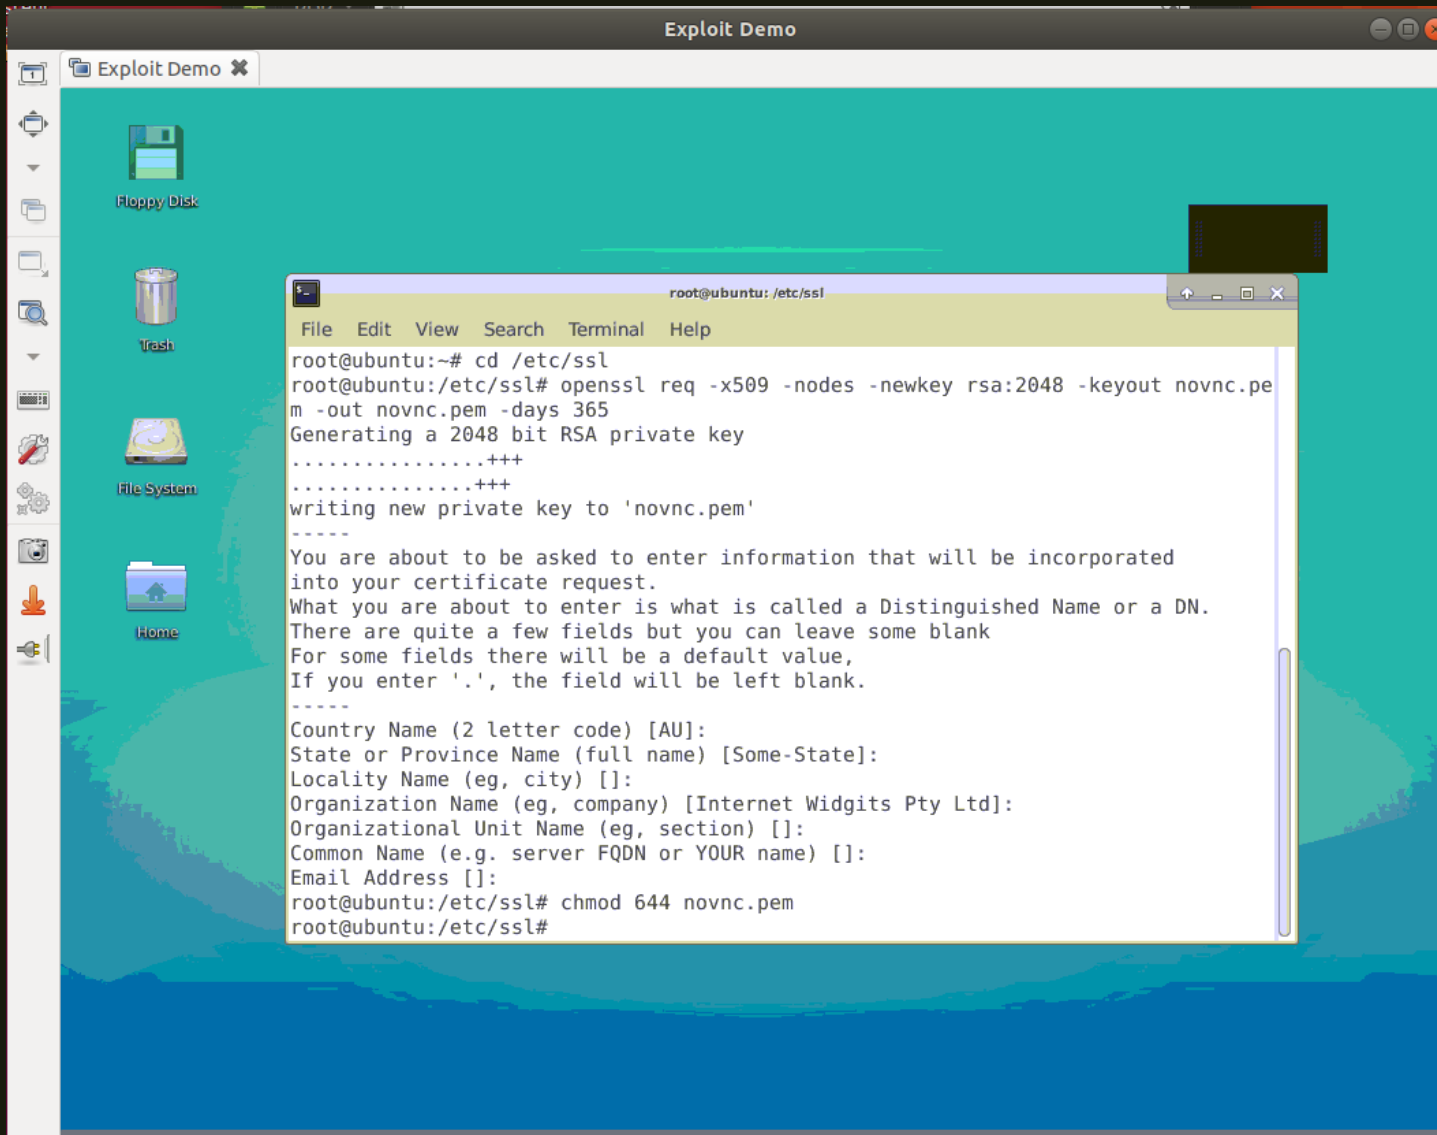 Exploit Demo
Exploit Demo
Floppy Disk
Trash
File System
Home
root@ubuntu: /etc/ssl
File Edit View Search Terminal Help
root@ubuntu:~# cd /etc/ssl
root@ubuntu:/etc/ssl# openssl req -x509 -nodes -newkey rsa:2048 -keyout novnc.pe
m -out novnc.pem -days 365
Generating a 2048 bit RSA private key
................+++
...............+++
writing new private key to 'novnc.pem'
-----
You are about to be asked to enter information that will be incorporated
into your certificate request.
What you are about to enter is what is called a Distinguished Name or a DN.
There are quite a few fields but you can leave some blank
For some fields there will be a default value,
If you enter '.', the field will be left blank.
-----
Country Name (2 letter code) [AU]:
State or Province Name (full name) [Some-State]:
Locality Name (eg, city) []:
Organization Name (eg, company) [Internet Widgits Pty Ltd]:
Organizational Unit Name (eg, section) []:
Common Name (e.g. server FQDN or YOUR name) []:
Email Address []:
root@ubuntu:/etc/ssl# chmod 644 novnc.pem
root@ubuntu:/etc/ssl#